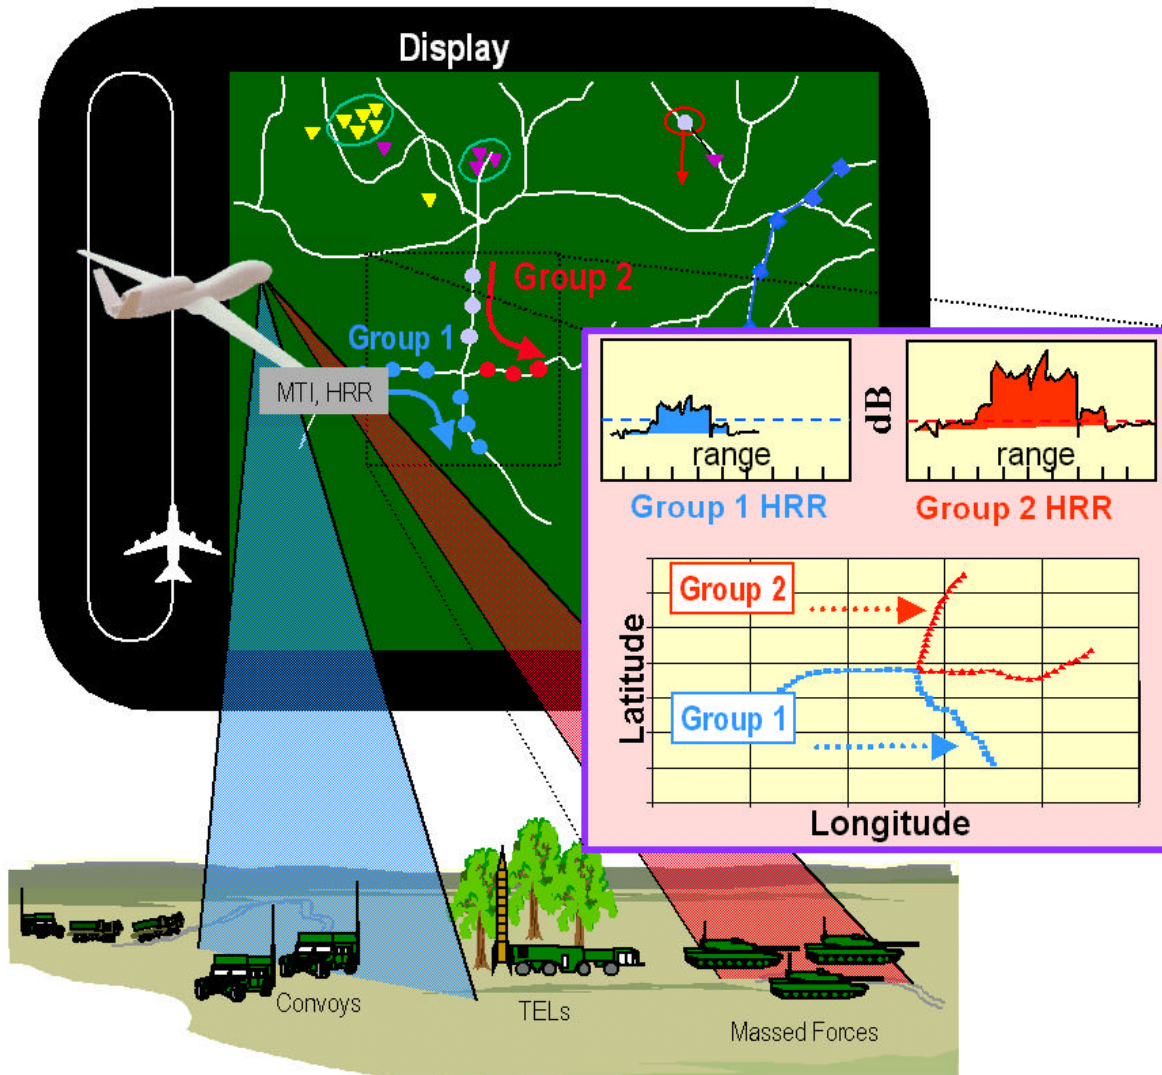 Display
Group 2
Group 1
MTI, HRR
dB
range
range
Group 1 HRR
Group 2 HRR
Group 2
Latitude
Group 1
Longitude
Convoys
TELs
Massed Forces